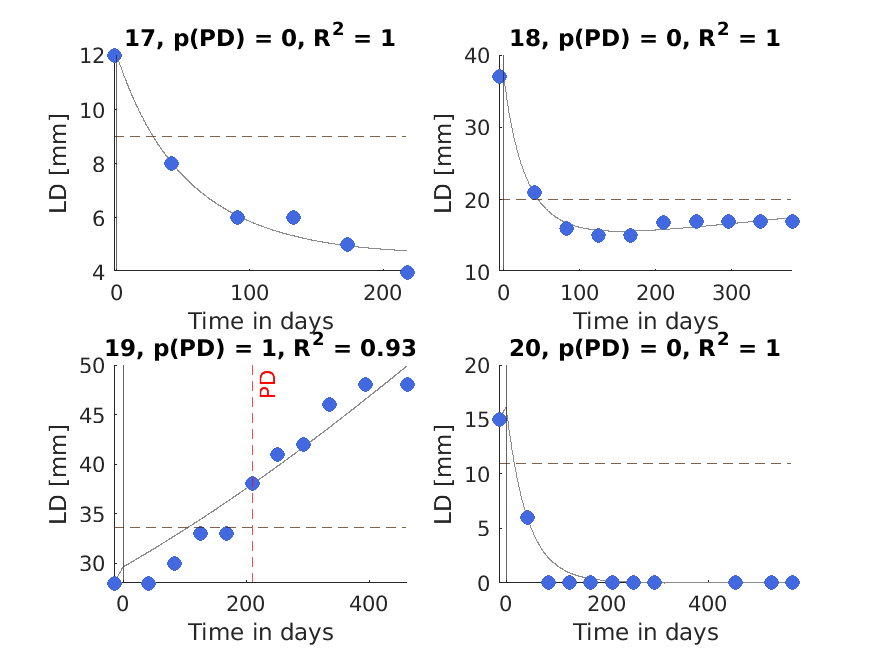 17, p(PD) = 0, R² = 1
12
10
8
6
4
LD [mm]
0 100 200
Time in days
18, p(PD) = 0, R² = 1
40
30
20
10
LD [mm]
0 100 200 300
Time in days
19, p(PD) = 1, R² = 0.93
50
45
40
35
30
LD [mm]
PD
0 200 400
Time in days
20, p(PD) = 0, R² = 1
20
15
10
5
0
LD [mm]
0 200 400
Time in days